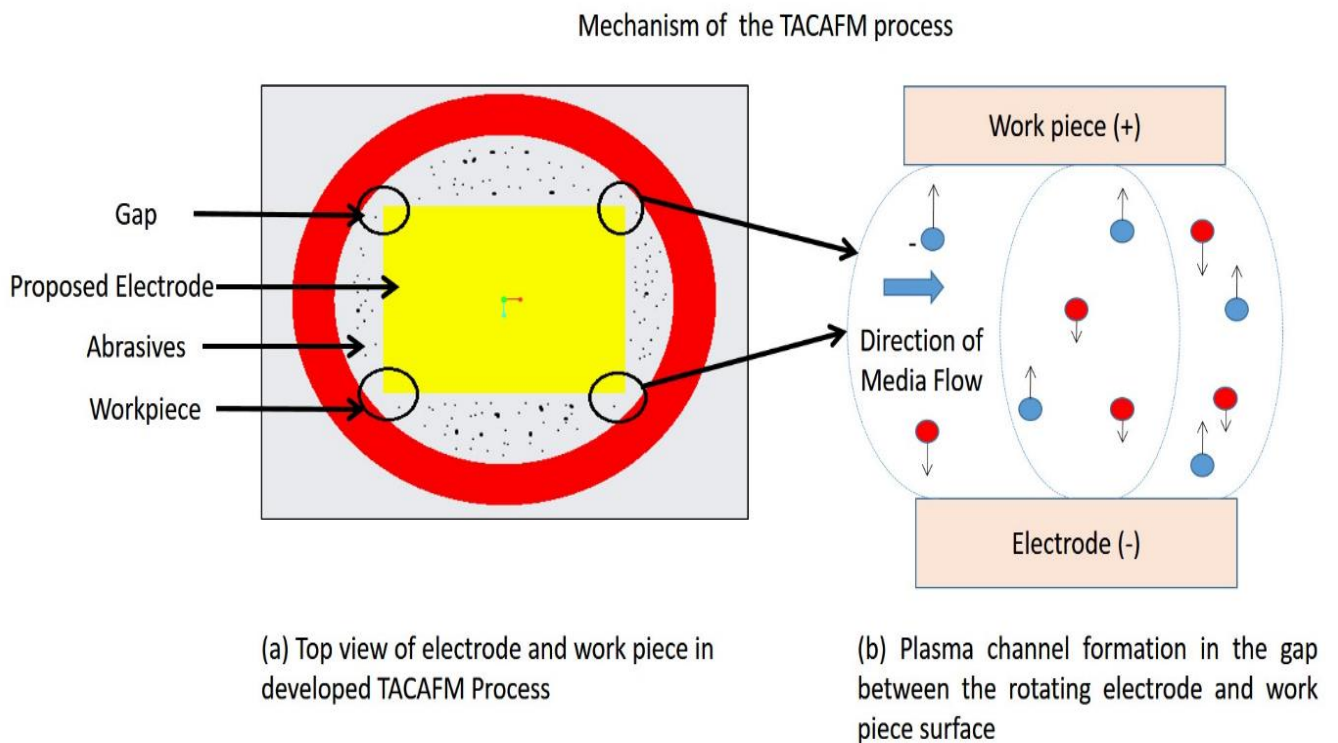 Mechanism of the TACAFM process
Gap
Proposed Electrode
Abrasives
Workpiece
Work piece (+)
-
Direction of
Media Flow
Electrode (-)
(a) Top view of electrode and work piece in
developed TACAFM Process
(b) Plasma channel formation in the gap
between the rotating electrode and work
piece surface